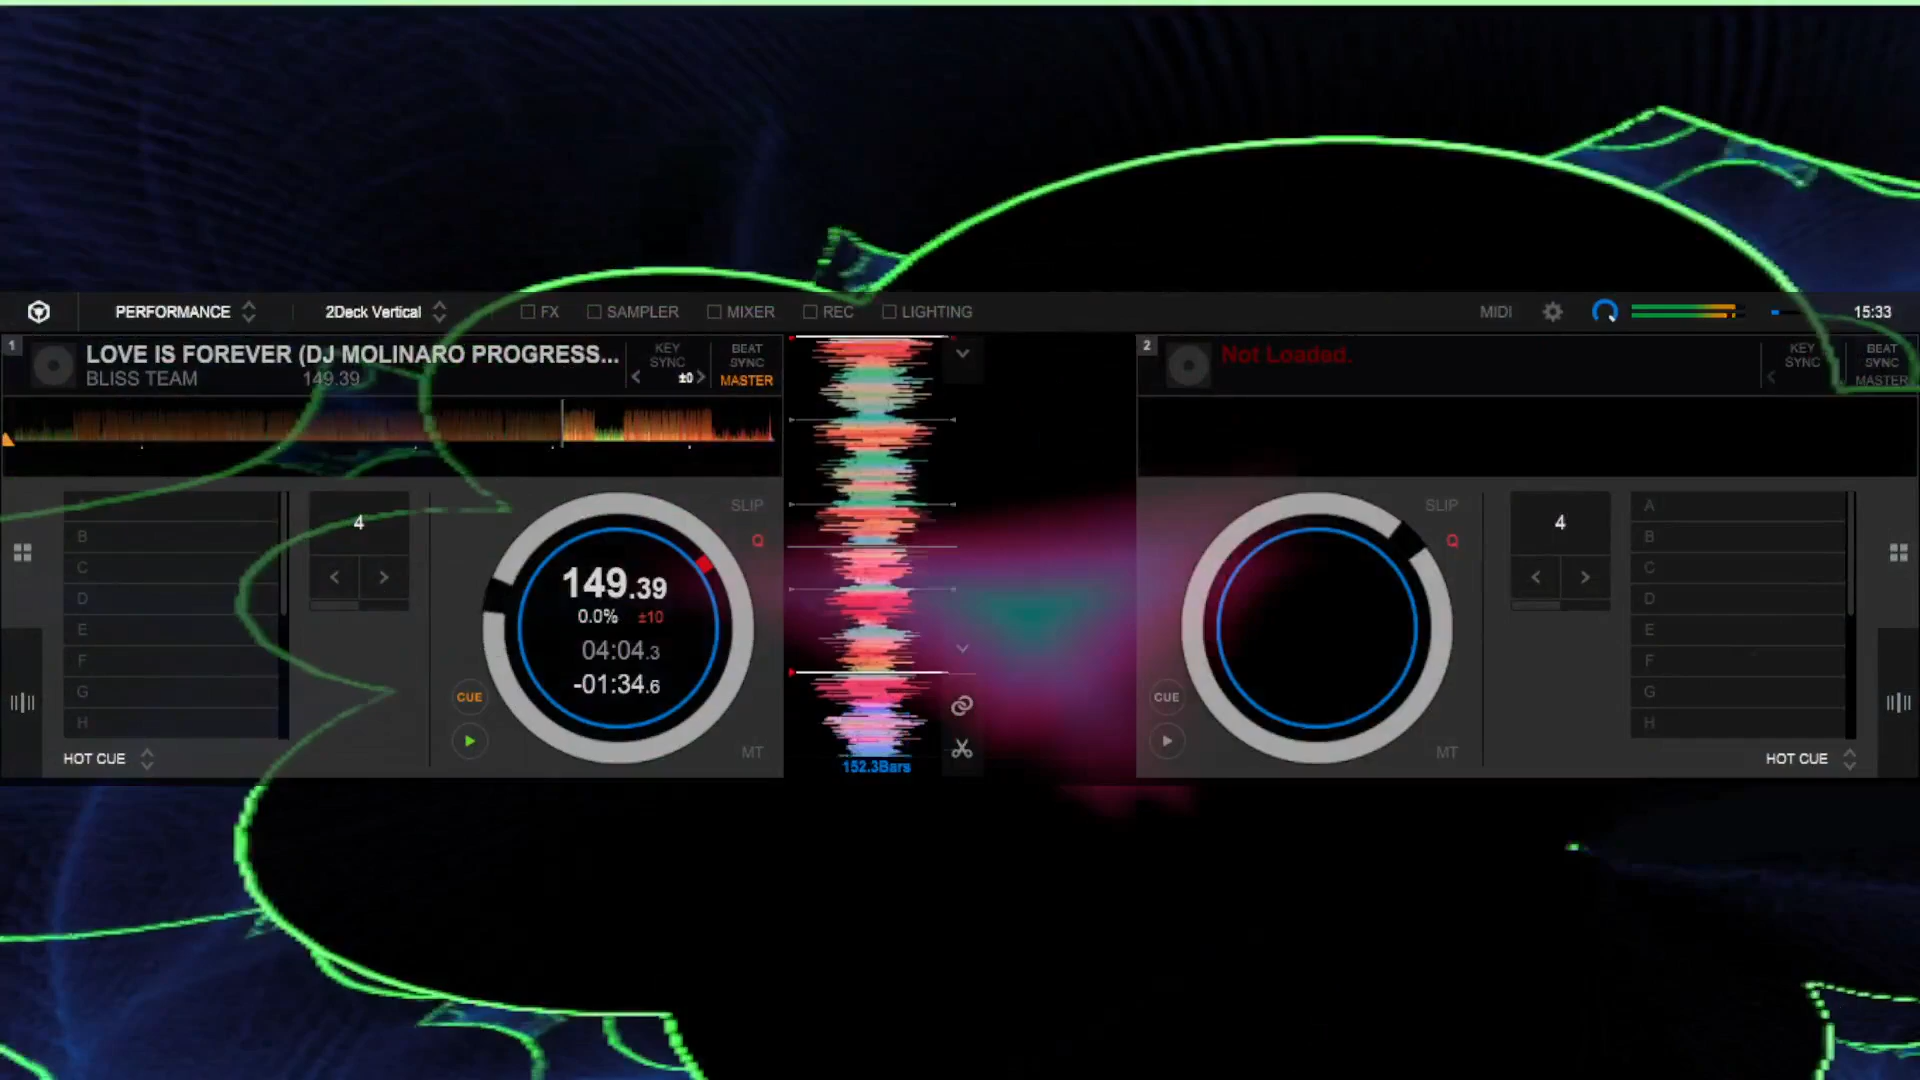 PERFORMANCE 2Deck Vertical FX SAMPLER MIXER REC LIGHTING MIDI 15:33
1 LOVE IS FOREVER (DJ MOLINARO PROGRESS...
BLISS TEAM 149.39
KEY SYNC ±0
BEAT SYNC
MASTER
A
B
C
D
E
F
G
H
HOT CUE
4
SLIP
Q
149.39
0.0% ±10
04:04.3
-01:34.6
CUE
MT
152.3Bars
2 Not Loaded.
KEY SYNC
BEAT SYNC
MASTER
SLIP
Q
CUE
MT
4
A
B
C
D
E
F
G
H
HOT CUE